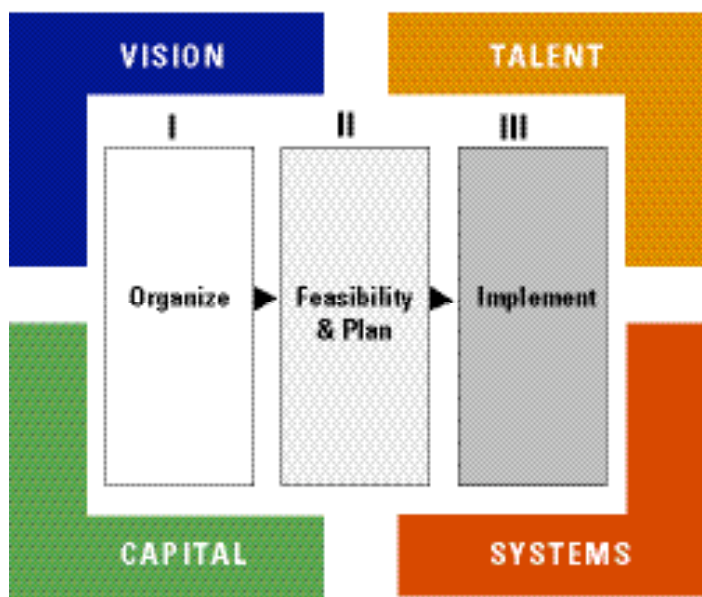 VISION
TALENT
I
II
III
Organize
Feasibility
& Plan
Implement
CAPITAL
SYSTEMS